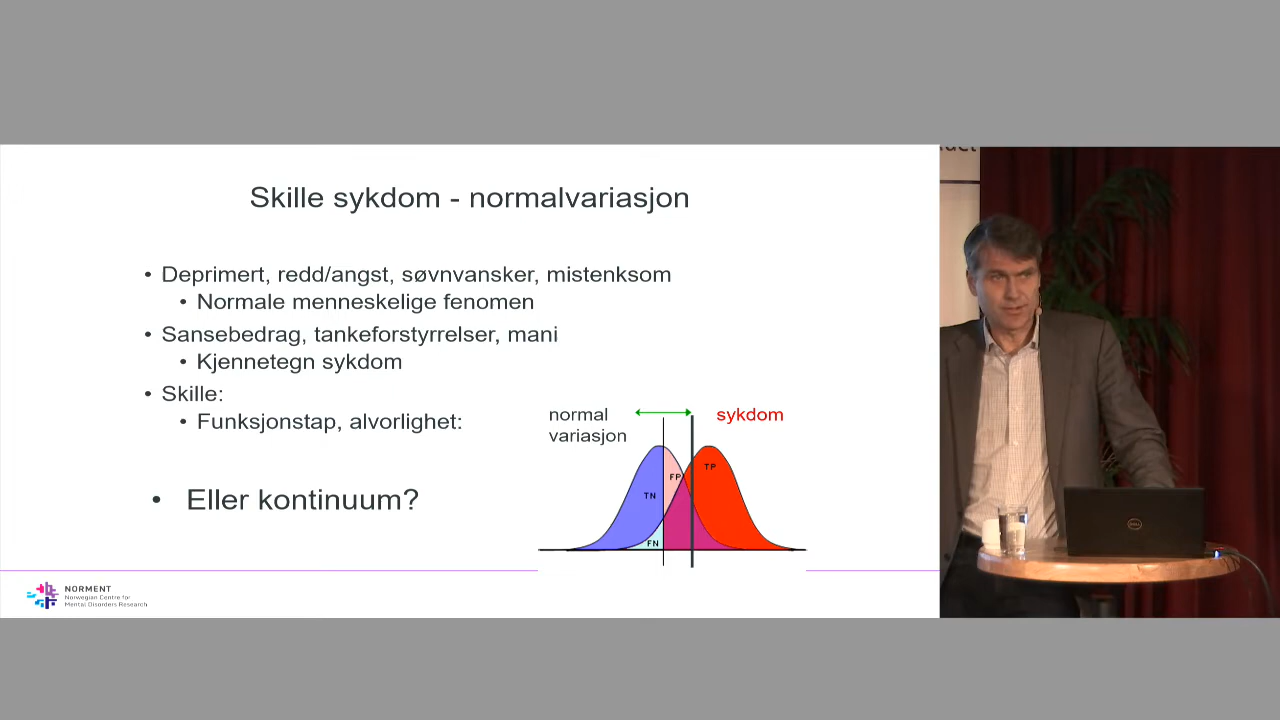 Skille sykdom - normalvariasjon
• Deprimert, redd/angst, søvnvansker, mistenksom
• Normale menneskelige fenomen
• Sansebedrag, tankeforstyrrelser, mani
• Kjennetegn sykdom
• Skille:
• Funksjonstap, alvorlighet:
• Eller kontinuum?
normal
variasjon
sykdom
TP
FP
TN
FN
NORMENT
Norwegian Centre for
Mental Disorders Research
DELL